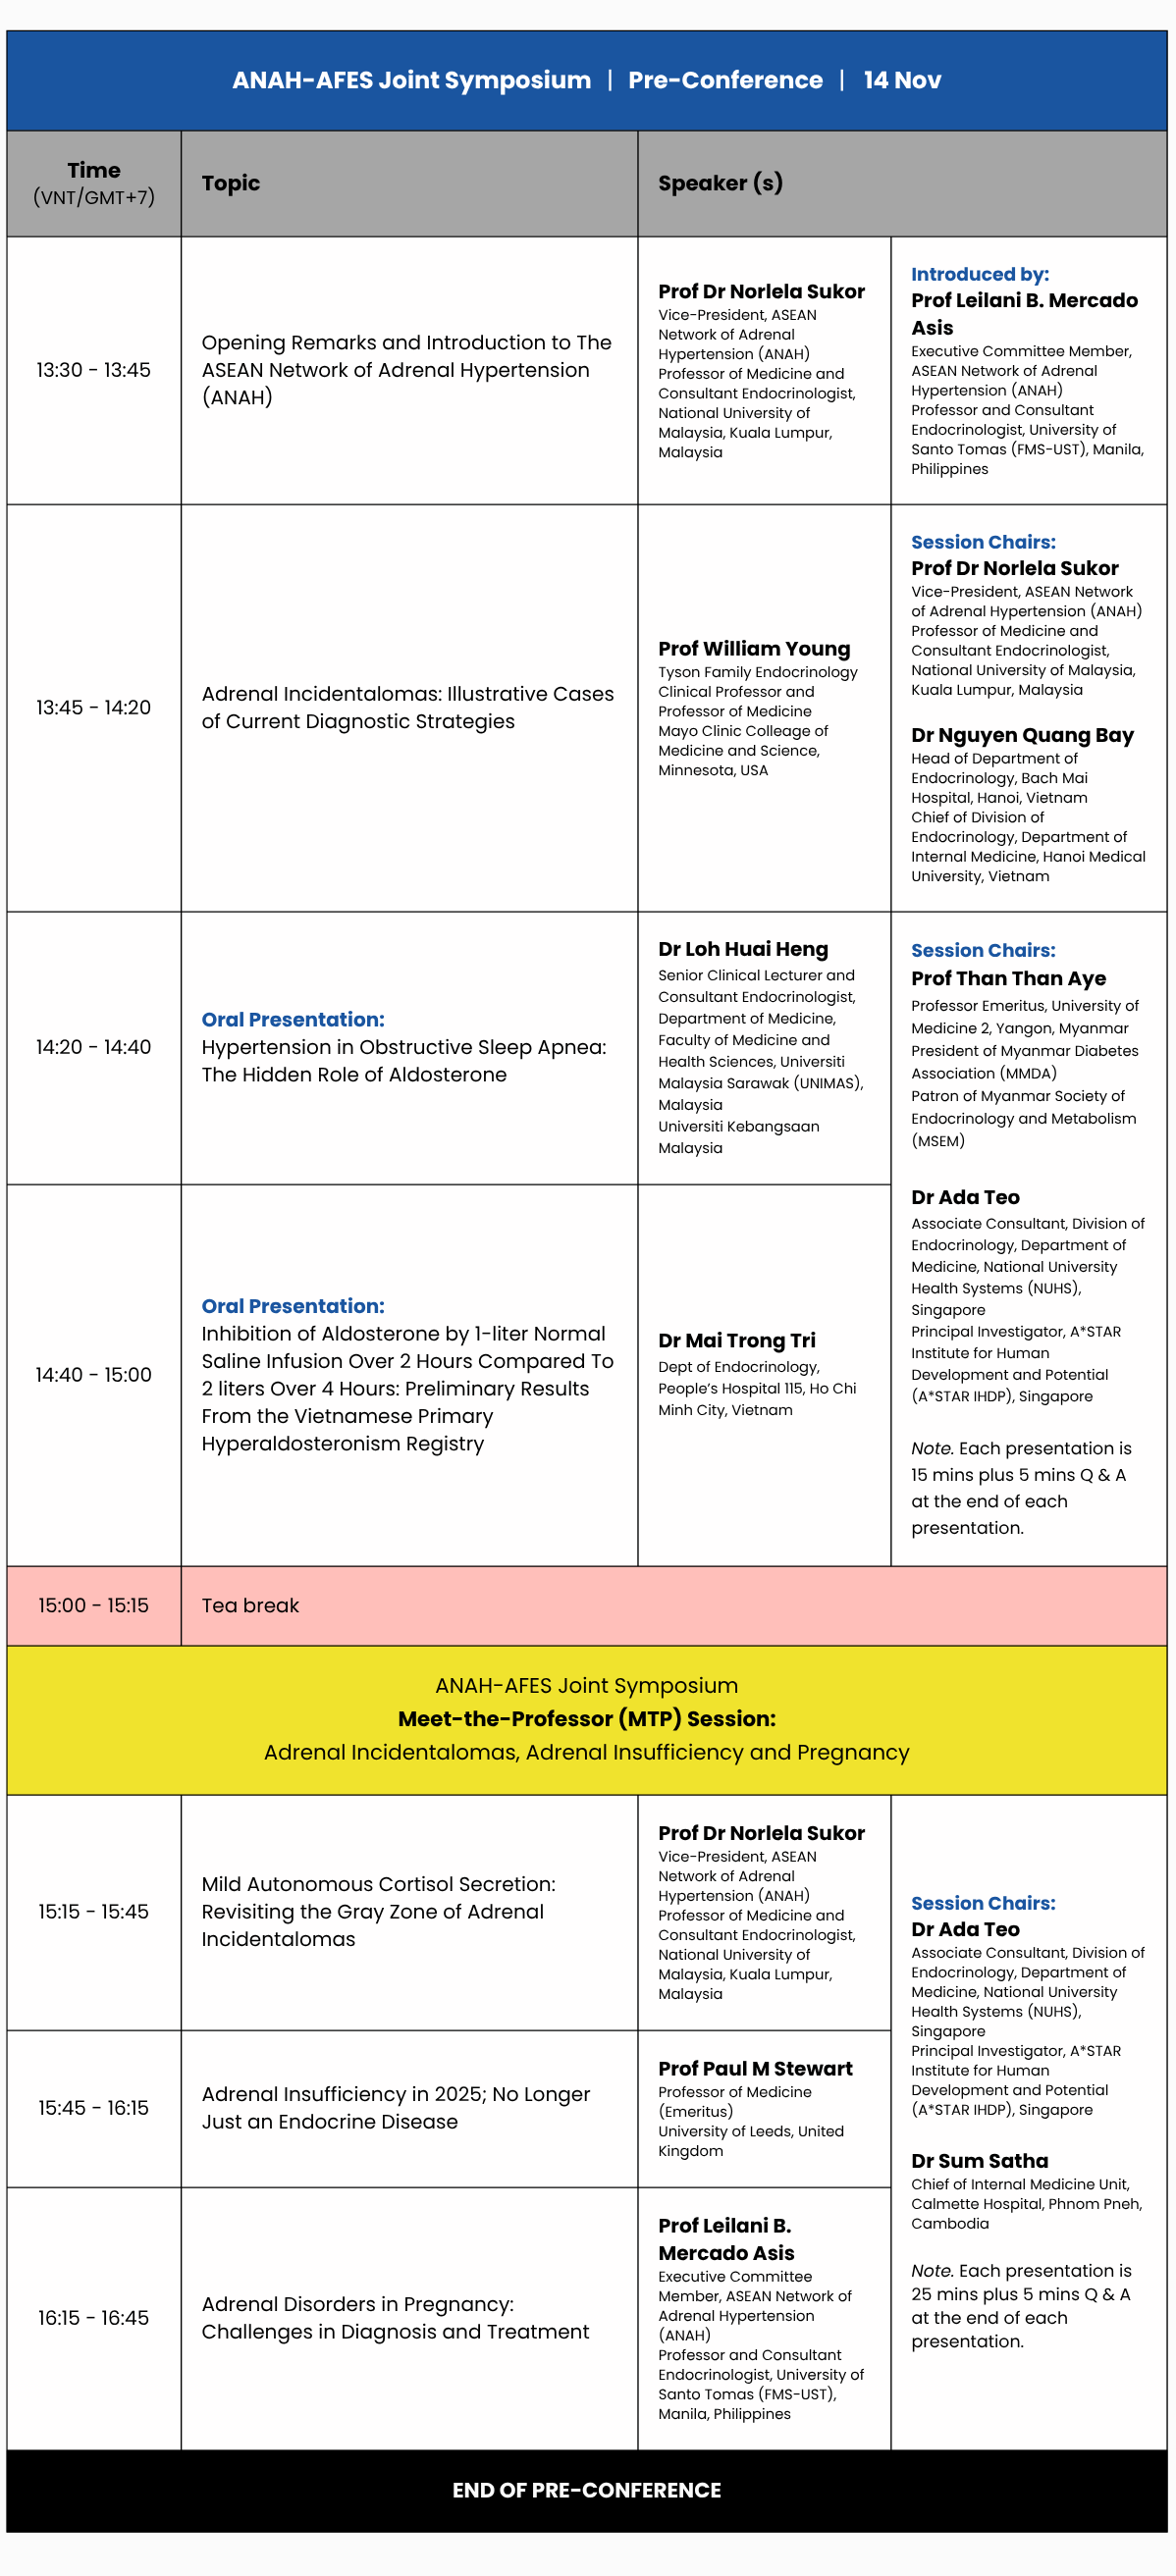 ANAH-AFES Joint Symposium | Pre-Conference | 14 Nov
Time
(VNT/GMT+7)
Topic
Speaker (s)
13:30 - 13:45
Opening Remarks and Introduction to The
ASEAN Network of Adrenal Hypertension
(ANAH)
Prof Dr Norlela Sukor
Vice-President, ASEAN
Network of Adrenal
Hypertension (ANAH)
Professor of Medicine and
Consultant Endocrinologist,
National University of
Malaysia, Kuala Lumpur,
Malaysia
Introduced by:
Prof Leilani B. Mercado
Asis
Executive Committee Member,
ASEAN Network of Adrenal
Hypertension (ANAH)
Professor and Consultant
Endocrinologist, University of
Santo Tomas (FMS-UST), Manila,
Philippines
13:45 - 14:20
Adrenal Incidentalomas: Illustrative Cases
of Current Diagnostic Strategies
Prof William Young
Tyson Family Endocrinology
Clinical Professor and
Professor of Medicine
Mayo Clinic Colleage of
Medicine and Science,
Minnesota, USA
Session Chairs:
Prof Dr Norlela Sukor
Vice-President, ASEAN Network
of Adrenal Hypertension (ANAH)
Professor of Medicine and
Consultant Endocrinologist,
National University of Malaysia,
Kuala Lumpur, Malaysia
Dr Nguyen Quang Bay
Head of Department of
Endocrinology, Bach Mai
Hospital, Hanoi, Vietnam
Chief of Division of
Endocrinology, Department of
Internal Medicine, Hanoi Medical
University, Vietnam
14:20 - 14:40
Oral Presentation:
Hypertension in Obstructive Sleep Apnea:
The Hidden Role of Aldosterone
Dr Loh Huai Heng
Senior Clinical Lecturer and
Consultant Endocrinologist,
Department of Medicine,
Faculty of Medicine and
Health Sciences, Universiti
Malaysia Sarawak (UNIMAS),
Malaysia
Universiti Kebangsaan
Malaysia
Session Chairs:
Prof Than Than Aye
Professor Emeritus, University of
Medicine 2, Yangon, Myanmar
President of Myanmar Diabetes
Association (MMDA)
Patron of Myanmar Society of
Endocrinology and Metabolism
(MSEM)
Dr Ada Teo
Associate Consultant, Division of
Endocrinology, Department of
Medicine, National University
Health Systems (NUHS),
Singapore
Principal Investigator, A*STAR
Institute for Human
Development and Potential
(A*STAR IHDP), Singapore
Note. Each presentation is
15 mins plus 5 mins Q & A
at the end of each
presentation.
14:40 - 15:00
Oral Presentation:
Inhibition of Aldosterone by 1-liter Normal
Saline Infusion Over 2 Hours Compared To
2 liters Over 4 Hours: Preliminary Results
From the Vietnamese Primary
Hyperaldosteronism Registry
Dr Mai Trong Tri
Dept of Endocrinology,
People's Hospital 115, Ho Chi
Minh City, Vietnam
15:00 - 15:15
Tea break
ANAH-AFES Joint Symposium
Meet-the-Professor (MTP) Session:
Adrenal Incidentalomas, Adrenal Insufficiency and Pregnancy
15:15 - 15:45
Mild Autonomous Cortisol Secretion:
Revisiting the Gray Zone of Adrenal
Incidentalomas
Prof Dr Norlela Sukor
Vice-President, ASEAN
Network of Adrenal
Hypertension (ANAH)
Professor of Medicine and
Consultant Endocrinologist,
National University of
Malaysia, Kuala Lumpur,
Malaysia
Session Chairs:
Dr Ada Teo
Associate Consultant, Division of
Endocrinology, Department of
Medicine, National University
Health Systems (NUHS),
Singapore
Principal Investigator, A*STAR
Institute for Human
Development and Potential
(A*STAR IHDP), Singapore
Dr Sum Satha
Chief of Internal Medicine Unit,
Calmette Hospital, Phnom Pneh,
Cambodia
Note. Each presentation is
25 mins plus 5 mins Q & A
at the end of each
presentation.
15:45 - 16:15
Adrenal Insufficiency in 2025; No Longer
Just an Endocrine Disease
Prof Paul M Stewart
Professor of Medicine
(Emeritus)
University of Leeds, United
Kingdom
16:15 - 16:45
Adrenal Disorders in Pregnancy:
Challenges in Diagnosis and Treatment
Prof Leilani B.
Mercado Asis
Executive Committee
Member, ASEAN Network of
Adrenal Hypertension
(ANAH)
Professor and Consultant
Endocrinologist, University of
Santo Tomas (FMS-UST),
Manila, Philippines
END OF PRE-CONFERENCE